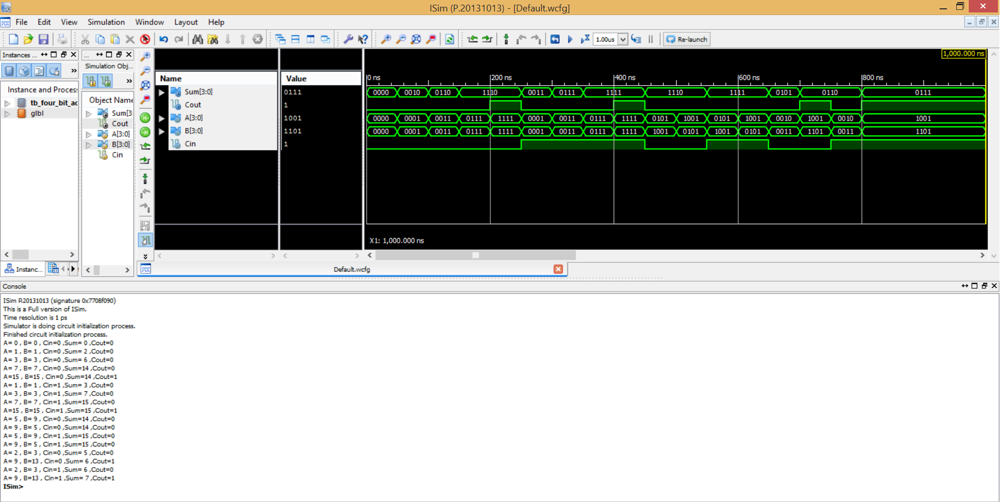 ISim (P.20131013) - [Default.wcfg]
File Edit View Simulation Window Layout Help
1.00us Re-launch
Instances ...
...
Simulation Obj...
Instance and Process
tb_four_bit_ad
glbl
Object Name
Sum[3:
Cout
A[3:0]
B[3:0]
Cin
Name Value
Sum[3:0] 0111
Cout 1
A[3:0] 1001
B[3:0] 1101
Cin 1
1,000.000 ns
0 ns 200 ns 400 ns 600 ns 800 ns
0000 0010 0110 1110 0011 0111 1111 1110 1111 0101 0110 0111
0000 0001 0011 0111 1111 0001 0011 0111 1111 0101 1001 0101 1001 0010 1001 0010 1001
0000 0001 0011 0111 1111 0001 0011 0111 1111 1001 0101 1001 0101 0011 1101 0011 1101
X1: 1,000.000 ns
Instanc...
Default.wcfg
Console
ISim P.20131013 (signature 0x7708f090)
This is a Full version of ISim.
Time resolution is 1 ps
Simulator is doing circuit initialization process.
Finished circuit initialization process.
A= 0 , B= 0 , Cin=0 ,Sum= 0 ,Cout=0
A= 1 , B= 1 , Cin=0 ,Sum= 2 ,Cout=0
A= 3 , B= 3 , Cin=0 ,Sum= 6 ,Cout=0
A= 7 , B= 7 , Cin=0 ,Sum=14 ,Cout=0
A=15 , B=15 , Cin=0 ,Sum=14 ,Cout=1
A= 1 , B= 1 , Cin=1 ,Sum= 3 ,Cout=0
A= 3 , B= 3 , Cin=1 ,Sum= 7 ,Cout=0
A= 7 , B= 7 , Cin=1 ,Sum=15 ,Cout=0
A=15 , B=15 , Cin=1 ,Sum=15 ,Cout=1
A= 5 , B= 9 , Cin=0 ,Sum=14 ,Cout=0
A= 9 , B= 5 , Cin=0 ,Sum=14 ,Cout=0
A= 5 , B= 9 , Cin=1 ,Sum=15 ,Cout=0
A= 9 , B= 5 , Cin=1 ,Sum=15 ,Cout=0
A= 2 , B= 3 , Cin=0 ,Sum= 5 ,Cout=0
A= 9 , B=13 , Cin=0 ,Sum= 6 ,Cout=1
A= 2 , B= 3 , Cin=1 ,Sum= 6 ,Cout=0
A= 9 , B=13 , Cin=1 ,Sum= 7 ,Cout=1
ISim>